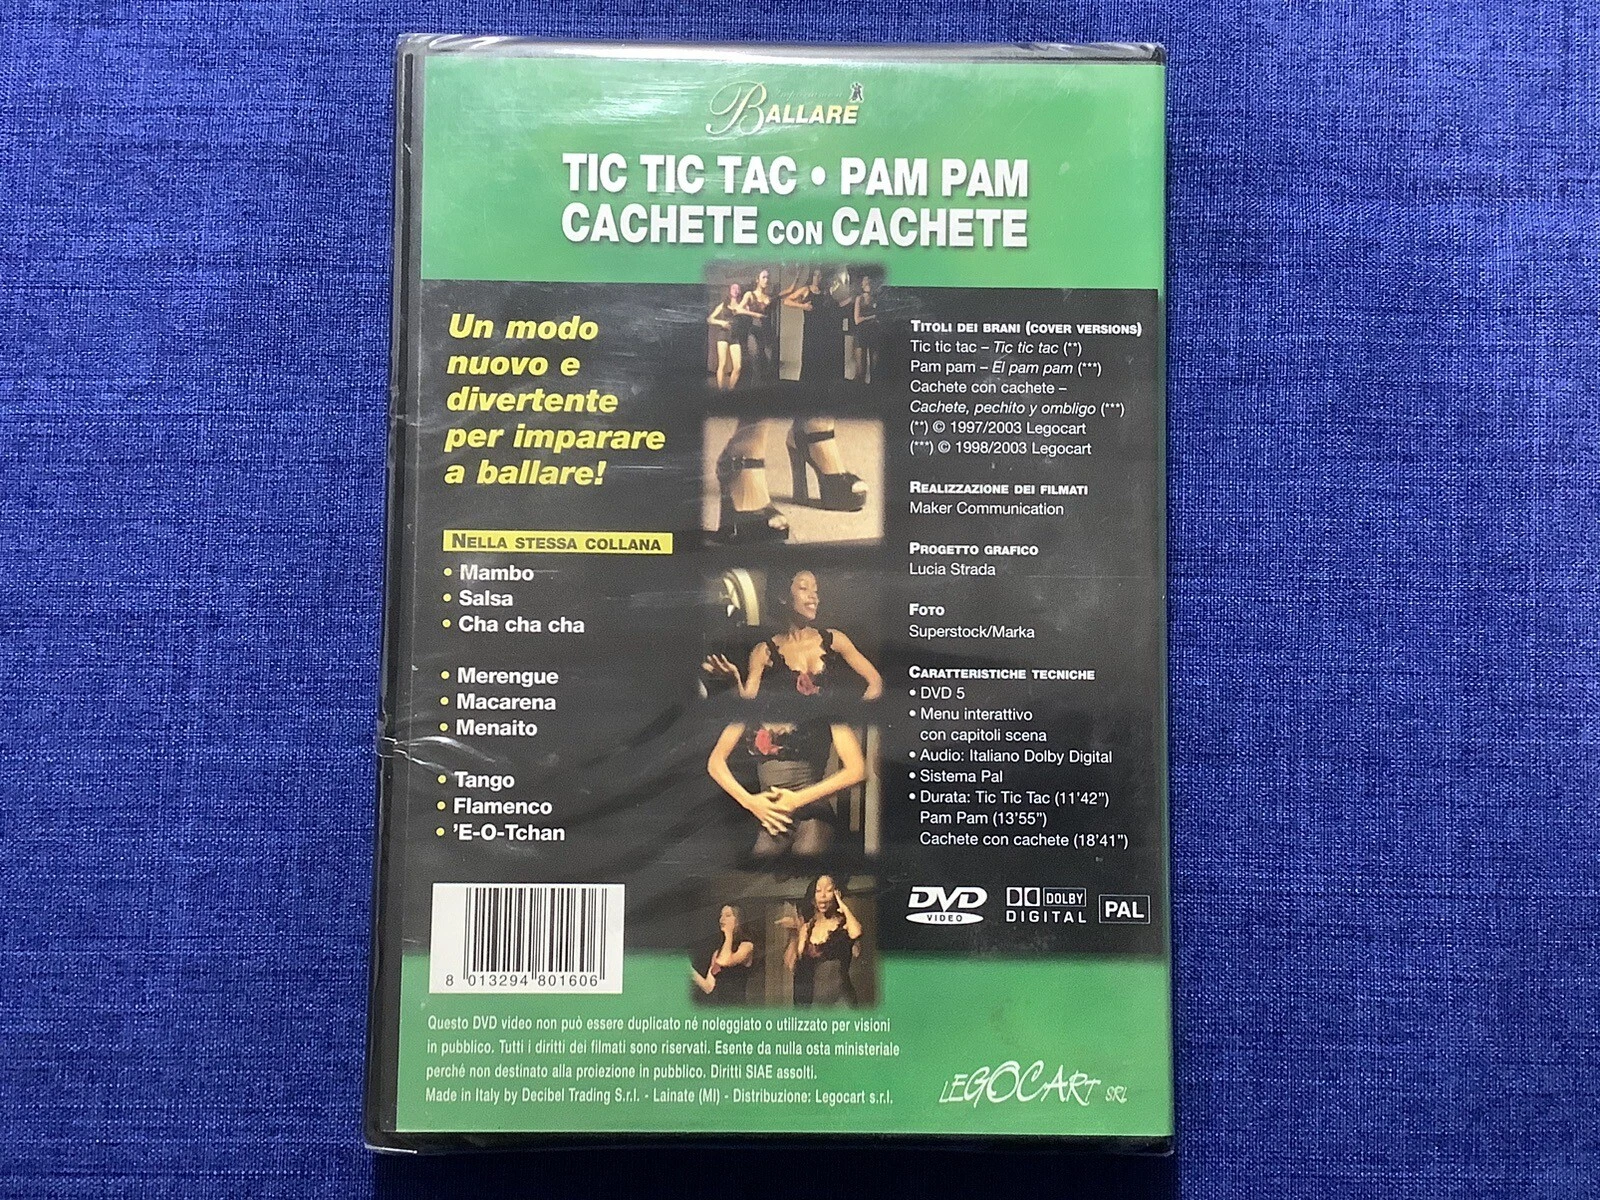 BALLARE
TIC TIC TAC • PAM PAM
CACHETE CON CACHETE
Un modo
nuovo e
divertente
per imparare
a ballare!
NELLA STESSA COLLANA
• Mambo
• Salsa
• Cha cha cha
• Merengue
• Macarena
• Menaito
• Tango
• Flamenco
• 'E-O-Tchan
TITOLI DEI BRANI (COVER VERSIONS)
Tic tic tac – Tic tic tac (**)
Pam pam – El pam pam (***)
Cachete con cachete –
Cachete, pechito y ombligo (***)
(**) © 1997/2003 Legocart
(***) © 1998/2003 Legocart
REALIZZAZIONE DEI FILMATI
Maker Communication
PROGETTO GRAFICO
Lucia Strada
FOTO
Superstock/Marka
CARATTERISTICHE TECNICHE
• DVD 5
• Menu interattivo
con capitoli scena
• Audio: Italiano Dolby Digital
• Sistema Pal
• Durata: Tic Tic Tac (11'42")
Pam Pam (13'55")
Cachete con cachete (18'41")
DVD VIDEO
DOLBY DIGITAL
PAL
8 013294 801606
Questo DVD video non può essere duplicato né noleggiato o utilizzato per visioni
in pubblico. Tutti i diritti dei filmati sono riservati. Esente da nulla osta ministeriale
perché non destinato alla proiezione in pubblico. Diritti SIAE assolti.
Made in Italy by Decibel Trading S.r.l. - Lainate (MI) - Distribuzione: Legocart s.r.l.
LEGOCART SRL